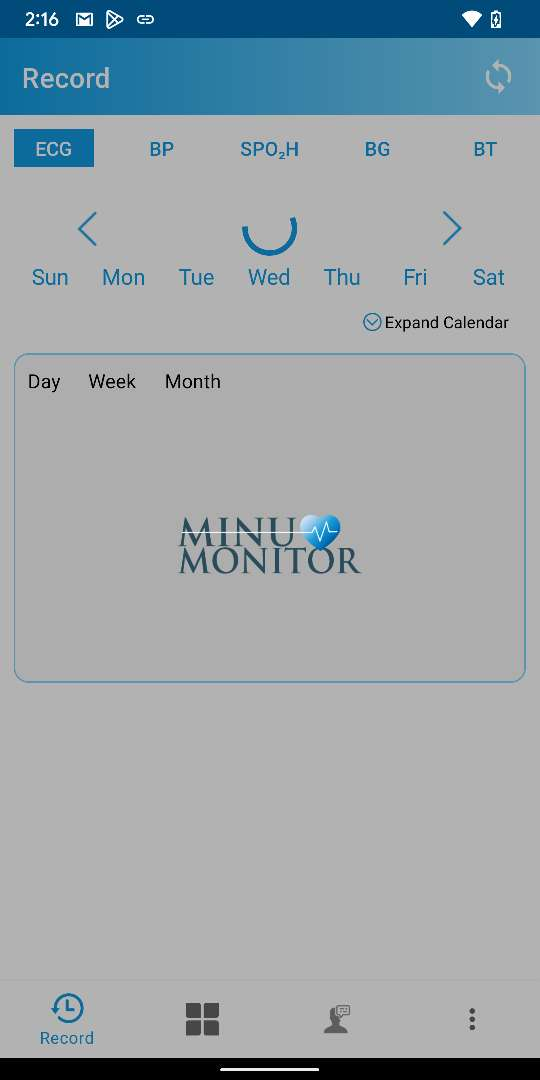 2:16
Record
ECG BP SPO₂H BG BT
Sun Mon Tue Wed Thu Fri Sat
Expand Calendar
Day Week Month
MINU
MONITOR
Record